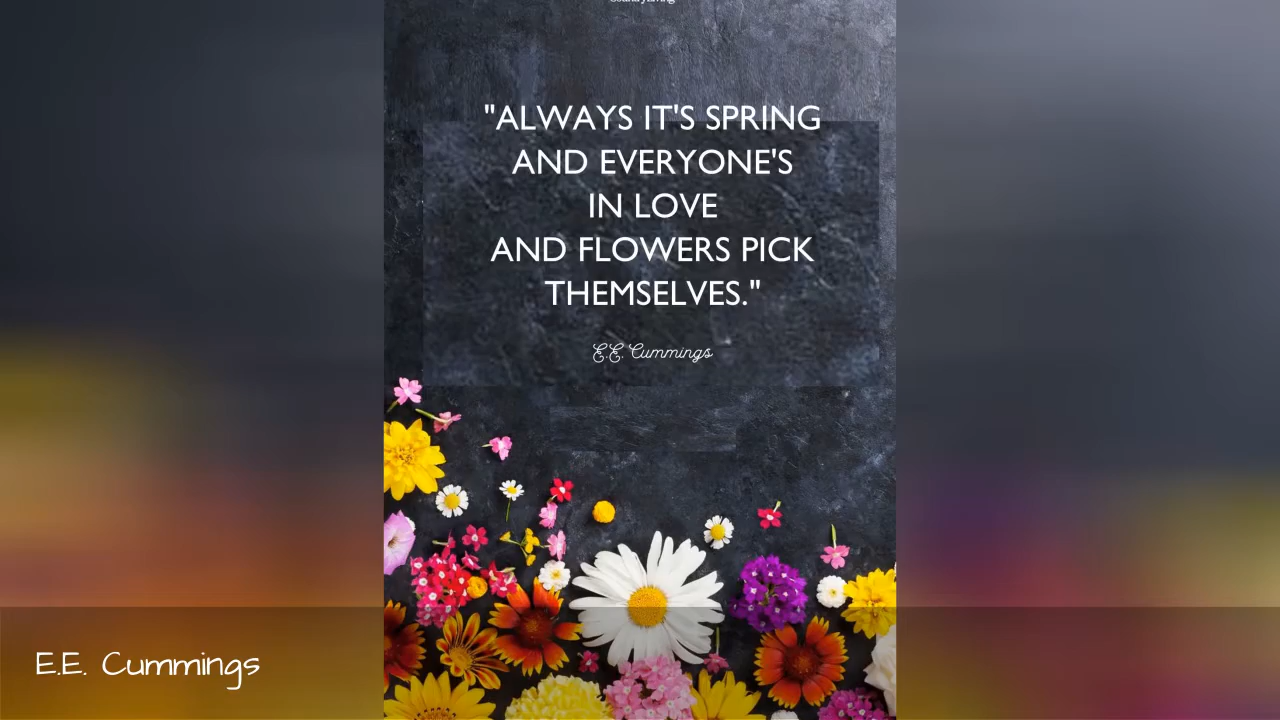 "ALWAYS IT'S SPRING
AND EVERYONE'S
IN LOVE
AND FLOWERS PICK
THEMSELVES."
E.E. Cummings
E.E. Cummings